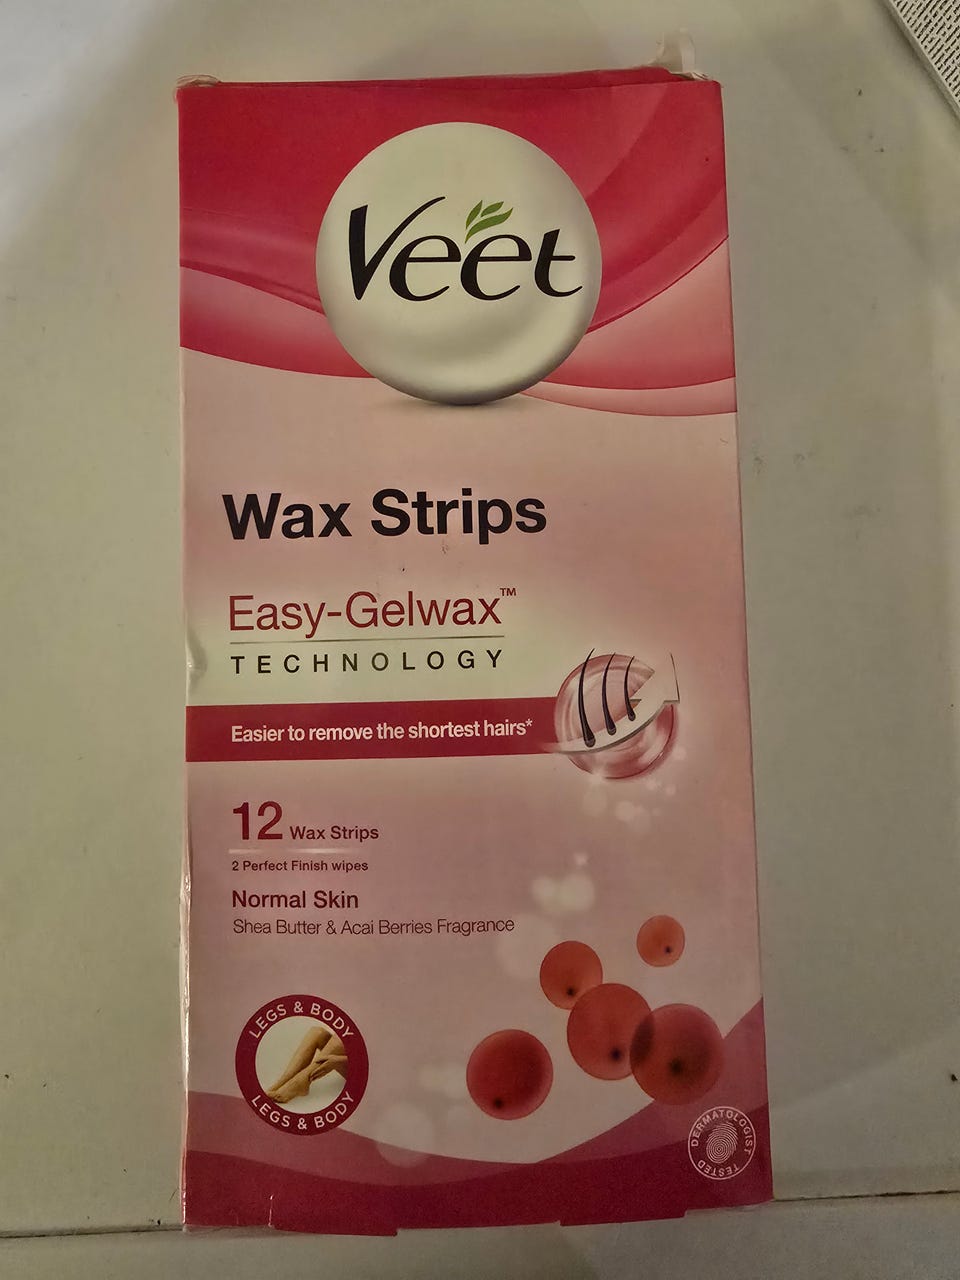 Veet
Wax Strips
Easy-Gelwax™
TECHNOLOGY
Easier to remove the shortest hairs*
12 Wax Strips
2 Perfect Finish wipes
Normal Skin
Shea Butter & Acai Berries Fragrance
LEGS & BODY
LEGS & BODY
DERMATOLOGIST
TESTED